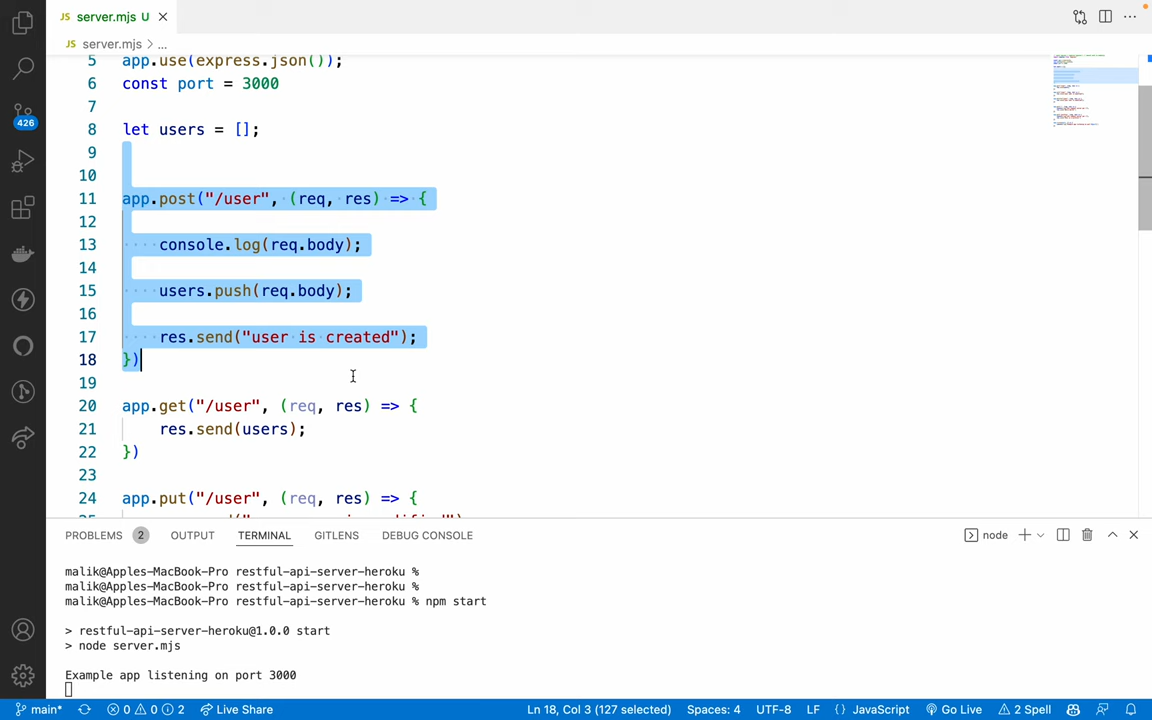 JS server.mjs U
JS server.mjs > ...
5 app.use(express.json());
6 const port = 3000
7
8 let users = [];
9
10
11 app.post("/user", (req, res) => {
12
13 console.log(req.body);
14
15 users.push(req.body);
16
17 res.send("user is created");
18 })
19
20 app.get("/user", (req, res) => {
21 res.send(users);
22 })
23
24 app.put("/user", (req, res) => {
426
PROBLEMS 2 OUTPUT TERMINAL GITLENS DEBUG CONSOLE node
malik@Apples-MacBook-Pro restful-api-server-heroku %
malik@Apples-MacBook-Pro restful-api-server-heroku %
malik@Apples-MacBook-Pro restful-api-server-heroku % npm start
> restful-api-server-heroku@1.0.0 start
> node server.mjs
Example app listening on port 3000
main* 0 0 2 Live Share Ln 18, Col 3 (127 selected) Spaces: 4 UTF-8 LF {} JavaScript Go Live 2 Spell